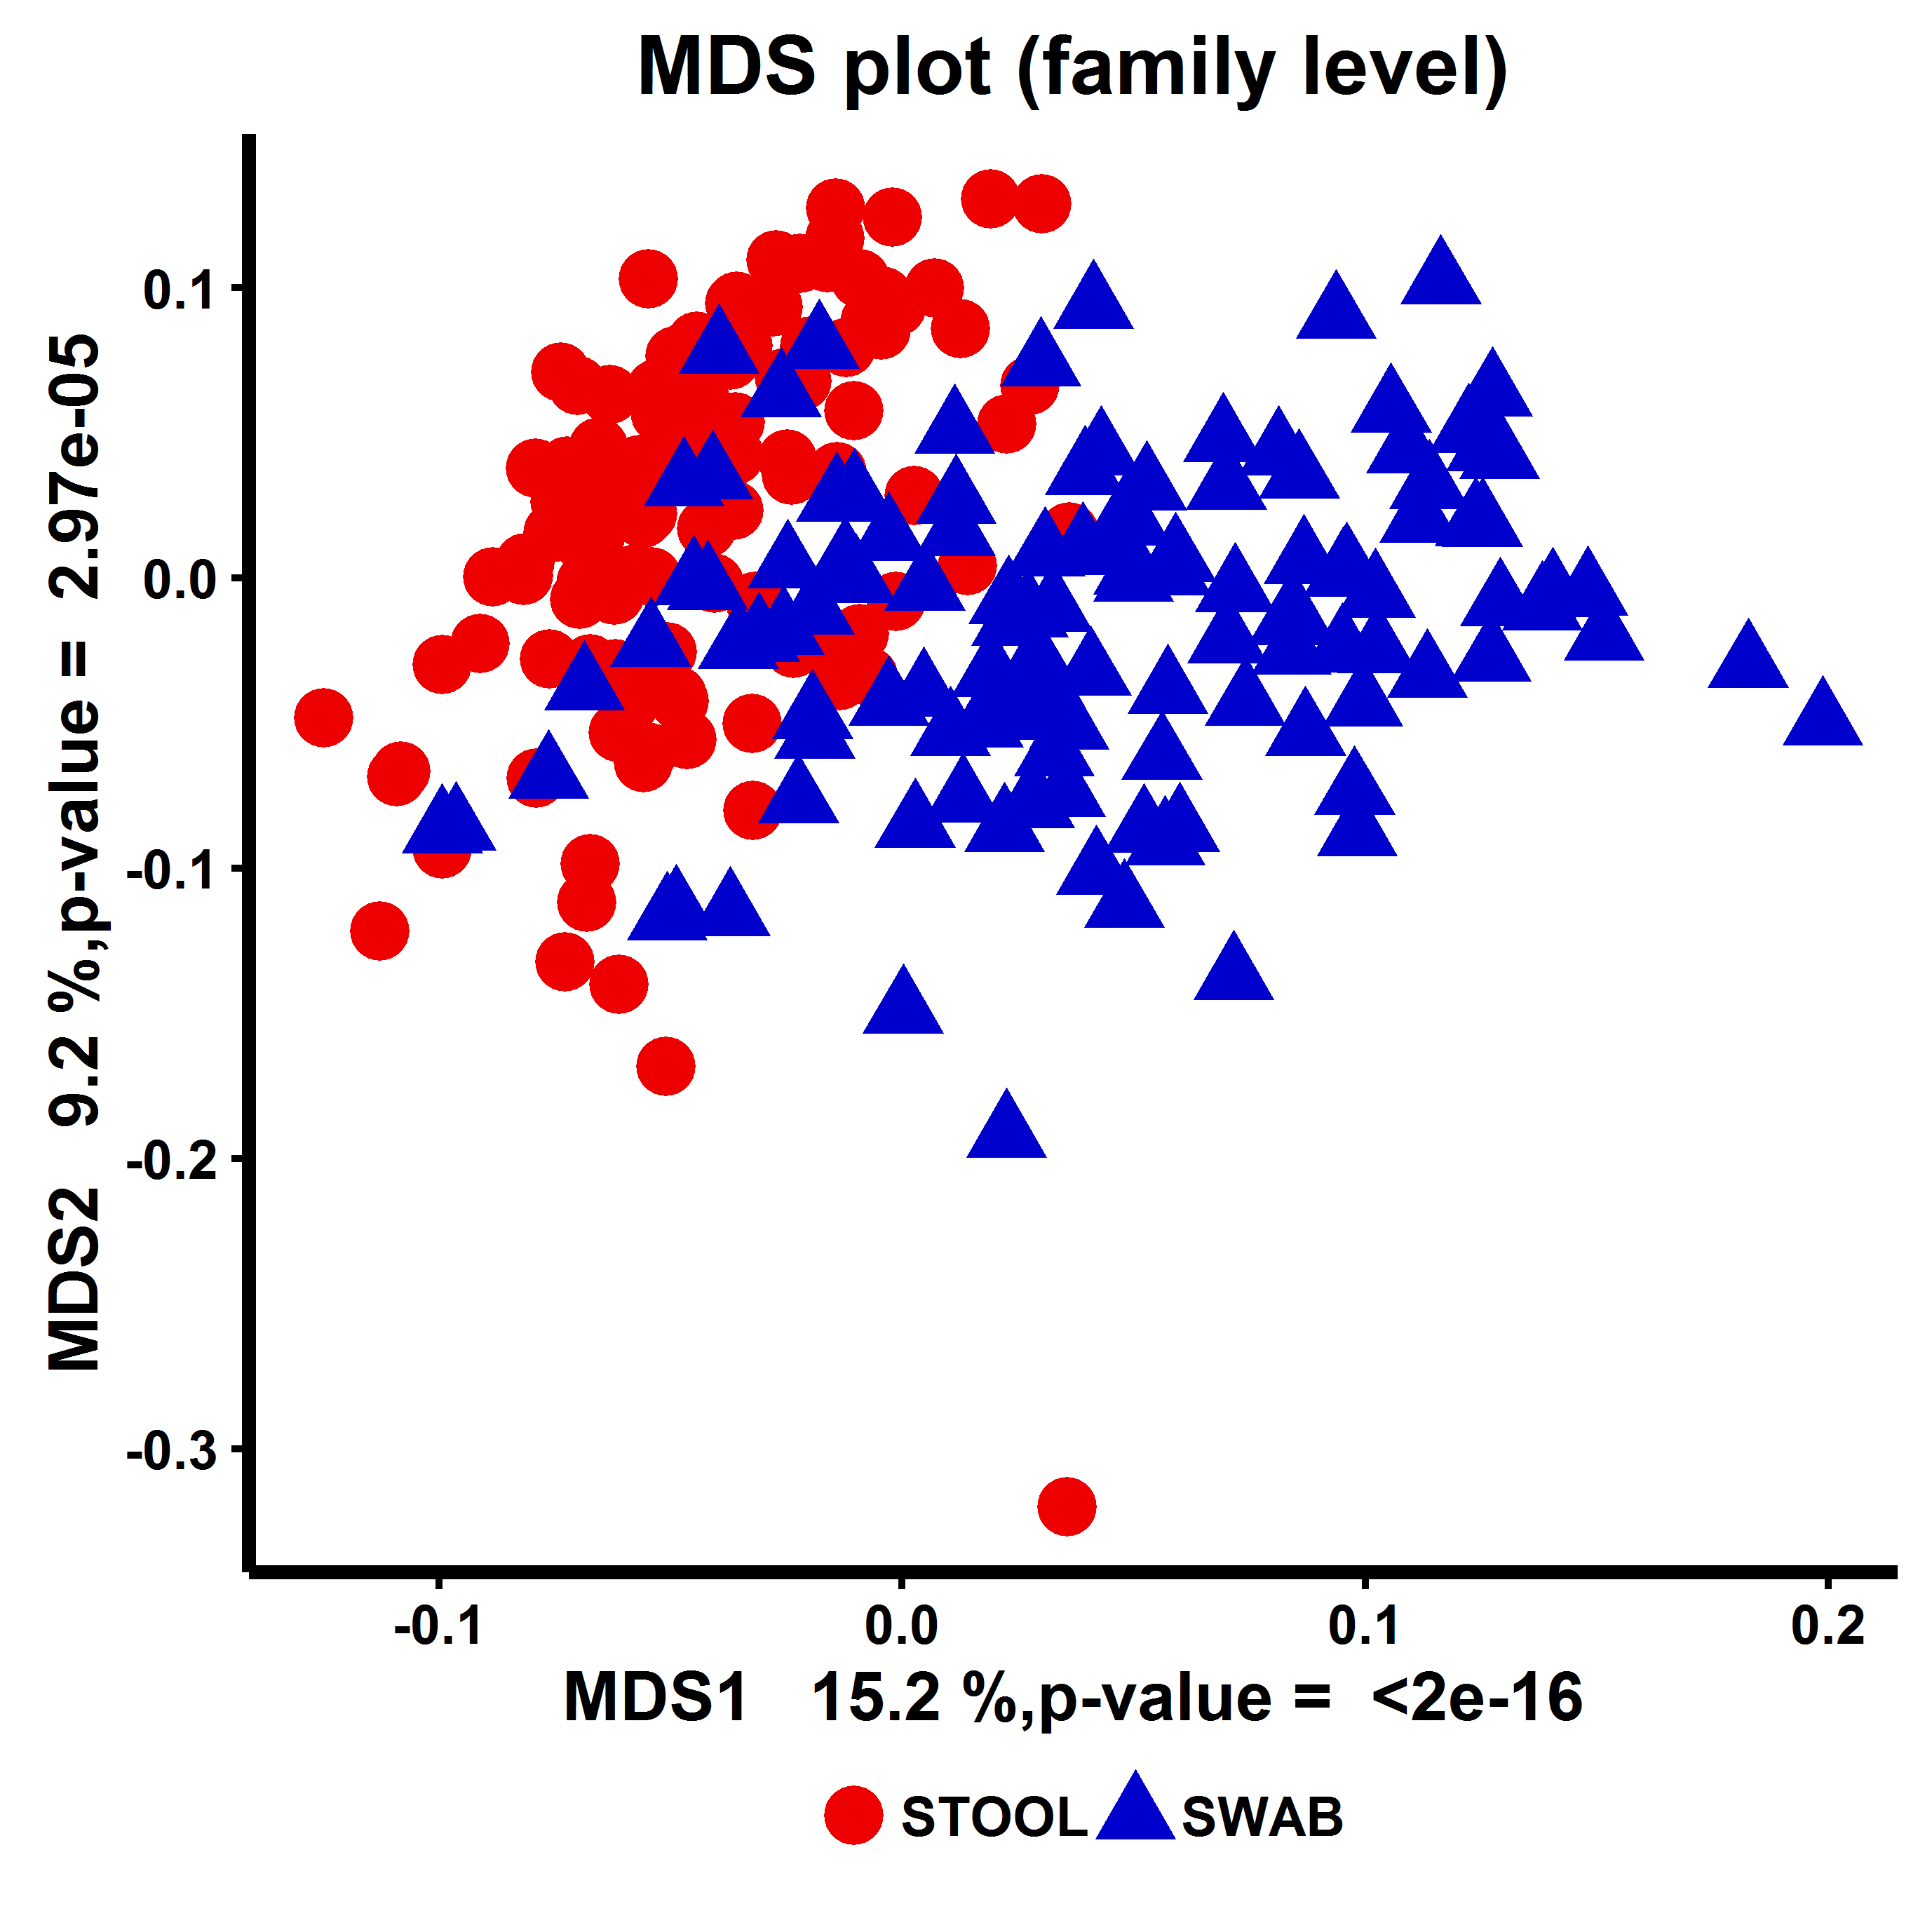 MDS plot (family level)
MDS2 9.2 %,p-value = 2.97e-05
0.1
0.0
-0.1
-0.2
-0.3
-0.1 0.0 0.1 0.2
MDS1 15.2 %,p-value = <2e-16
STOOL SWAB